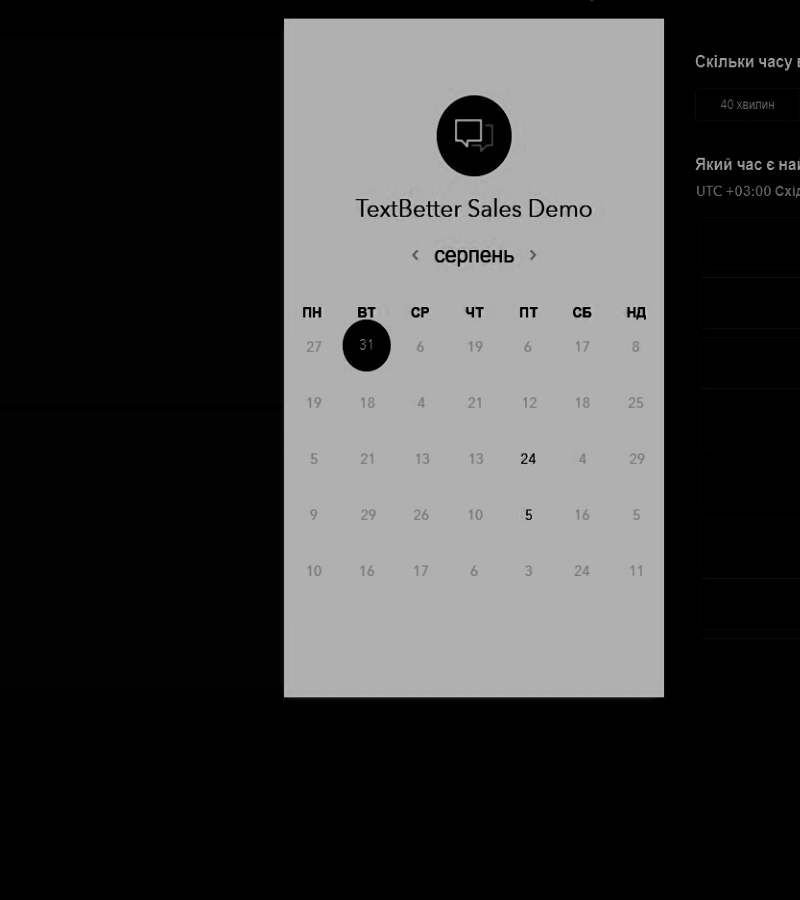 TextBetter Sales Demo
серпень
ПН ВТ СР ЧТ ПТ СБ НД
27 31 6 19 6 17 8
19 18 4 21 12 18 25
5 21 13 13 24 4 29
9 29 26 10 5 16 5
10 16 17 6 3 24 11
Скільки часу
40 хвилин
Який час є
UTC +03:00